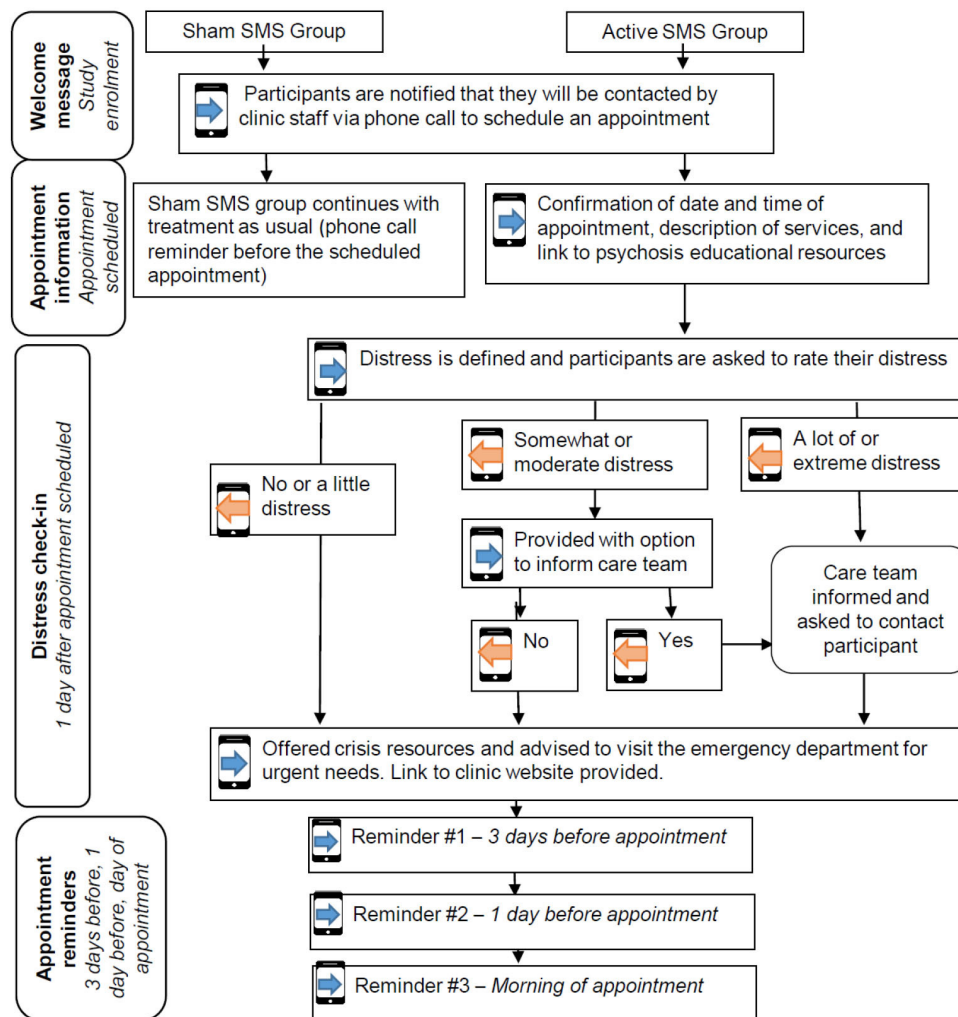 Sham SMS Group
Active SMS Group
Welcome
message
Study
enrolment
Participants are notified that they will be contacted by
clinic staff via phone call to schedule an appointment
Appointment
information
Appointment
scheduled
Sham SMS group continues with
treatment as usual (phone call
reminder before the scheduled
appointment)
Confirmation of date and time of
appointment, description of services, and
link to psychosis educational resources
Distress check-in
1 day after appointment scheduled
Distress is defined and participants are asked to rate their distress
No or a little
distress
Somewhat or
moderate distress
A lot of or
extreme distress
Provided with option
to inform care team
No
Yes
Care team
informed and
asked to contact
participant
Offered crisis resources and advised to visit the emergency department for
urgent needs. Link to clinic website provided.
Appointment
reminders
3 days before, 1
day before, day of
appointment
Reminder #1 – 3 days before appointment
Reminder #2 – 1 day before appointment
Reminder #3 – Morning of appointment